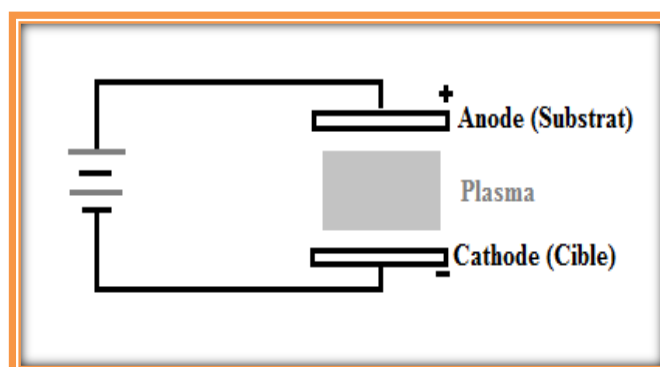 +
Anode (Substrat)
Plasma
Cathode (Cible)
-